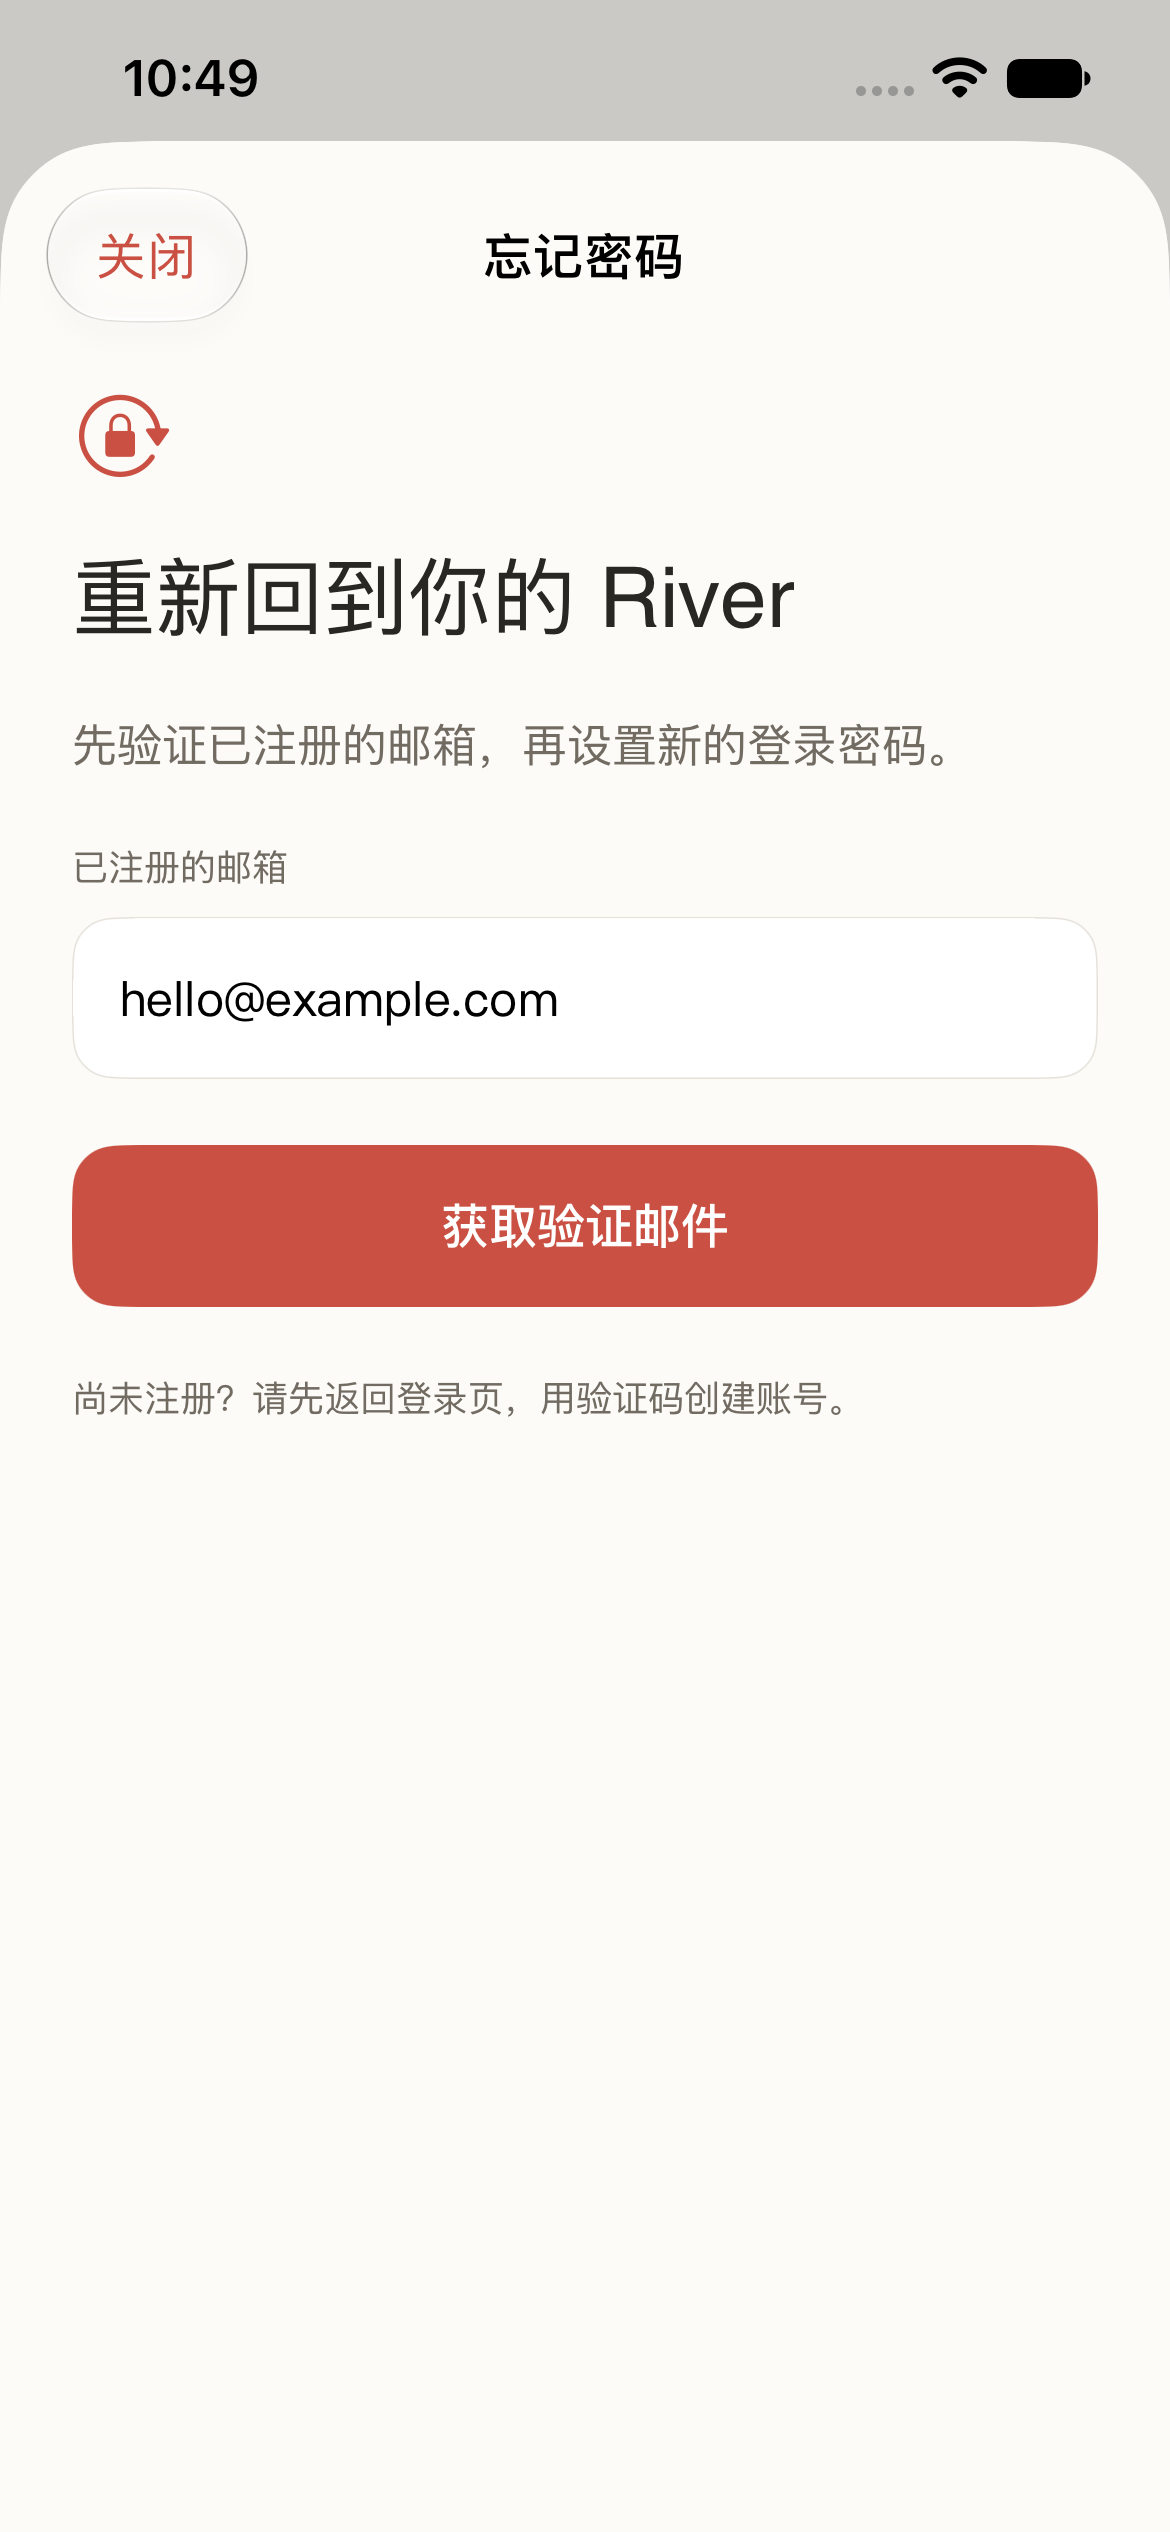 10:49
关闭
忘记密码
重新回到你的 River
先验证已注册的邮箱，再设置新的登录密码。
已注册的邮箱
hello@example.com
获取验证邮件
尚未注册？请先返回登录页，用验证码创建账号。